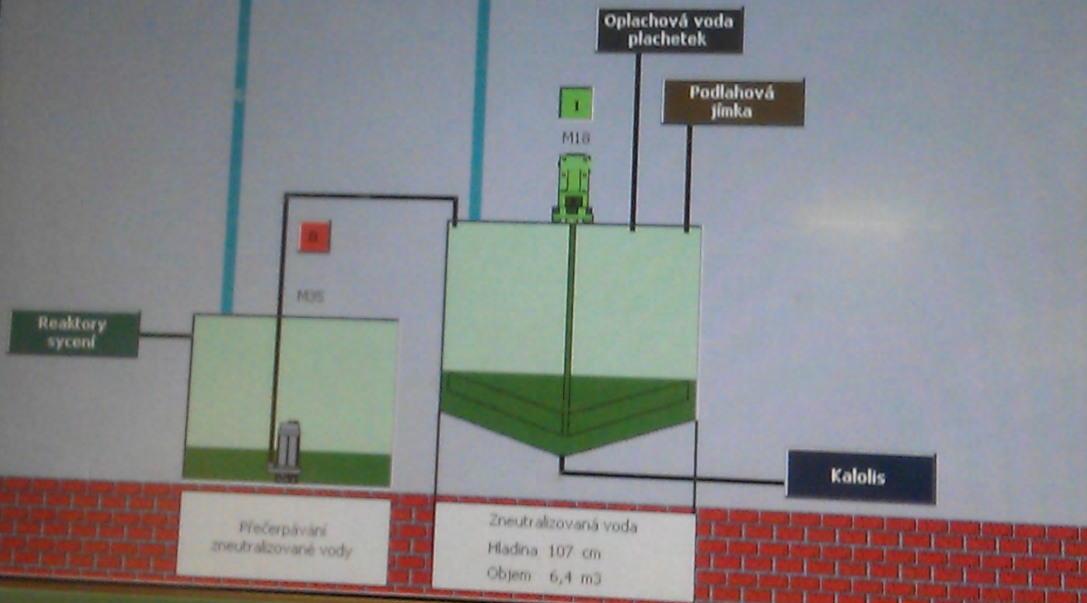 Oplachová voda
plachetek
Podlahová
jímka
I
M18
M35
Reaktory
sycení
Kalolis
Přečerpávání
zneutralizované vody
Zneutralizovaná voda
Hladina 107 cm
Objem 6,4 m3